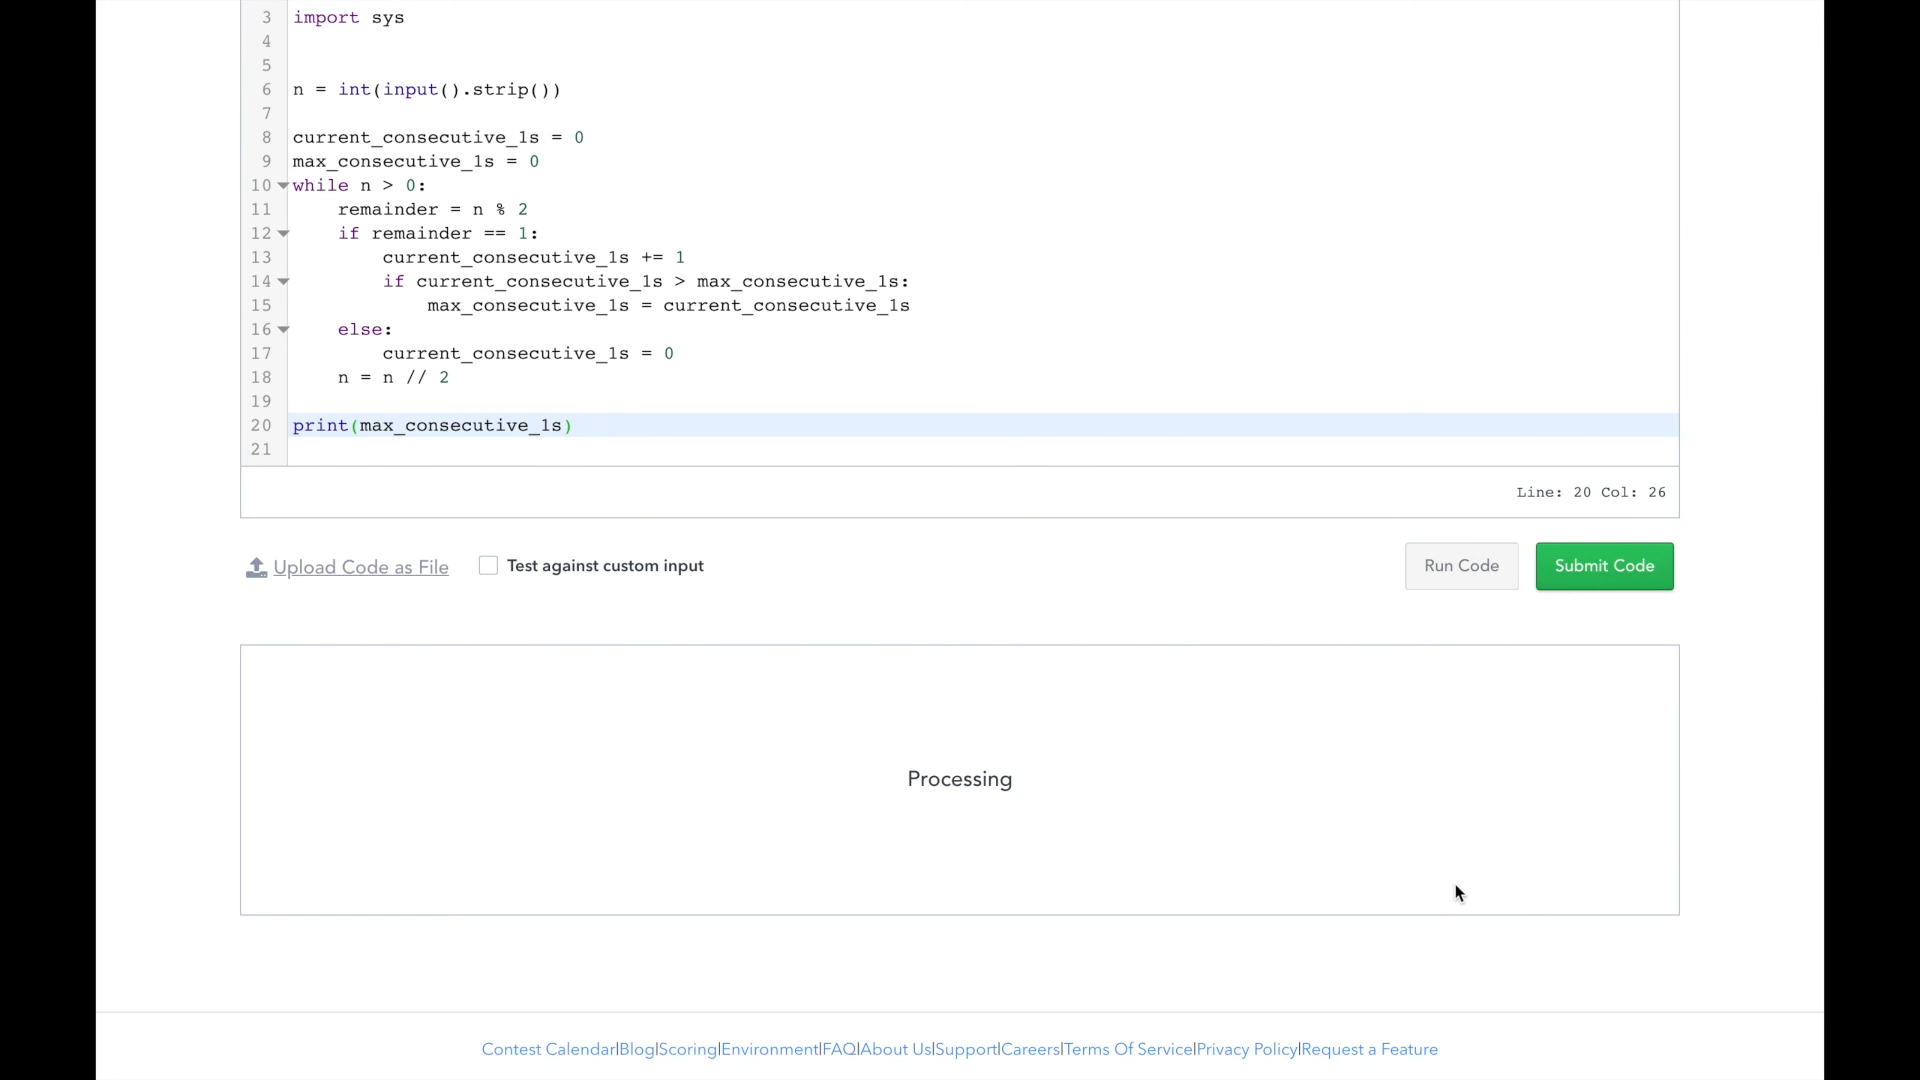 3 import sys
4
5
6 n = int(input().strip())
7
8 current_consecutive_1s = 0
9 max_consecutive_1s = 0
10 while n > 0:
11     remainder = n % 2
12     if remainder == 1:
13         current_consecutive_1s += 1
14         if current_consecutive_1s > max_consecutive_1s:
15             max_consecutive_1s = current_consecutive_1s
16     else:
17         current_consecutive_1s = 0
18     n = n // 2
19
20 print(max_consecutive_1s)
21
Line: 20 Col: 26
Upload Code as File Test against custom input Run Code Submit Code
Processing
Contest Calendar|Blog|Scoring|Environment|FAQ|About Us|Support|Careers|Terms Of Service|Privacy Policy|Request a Feature